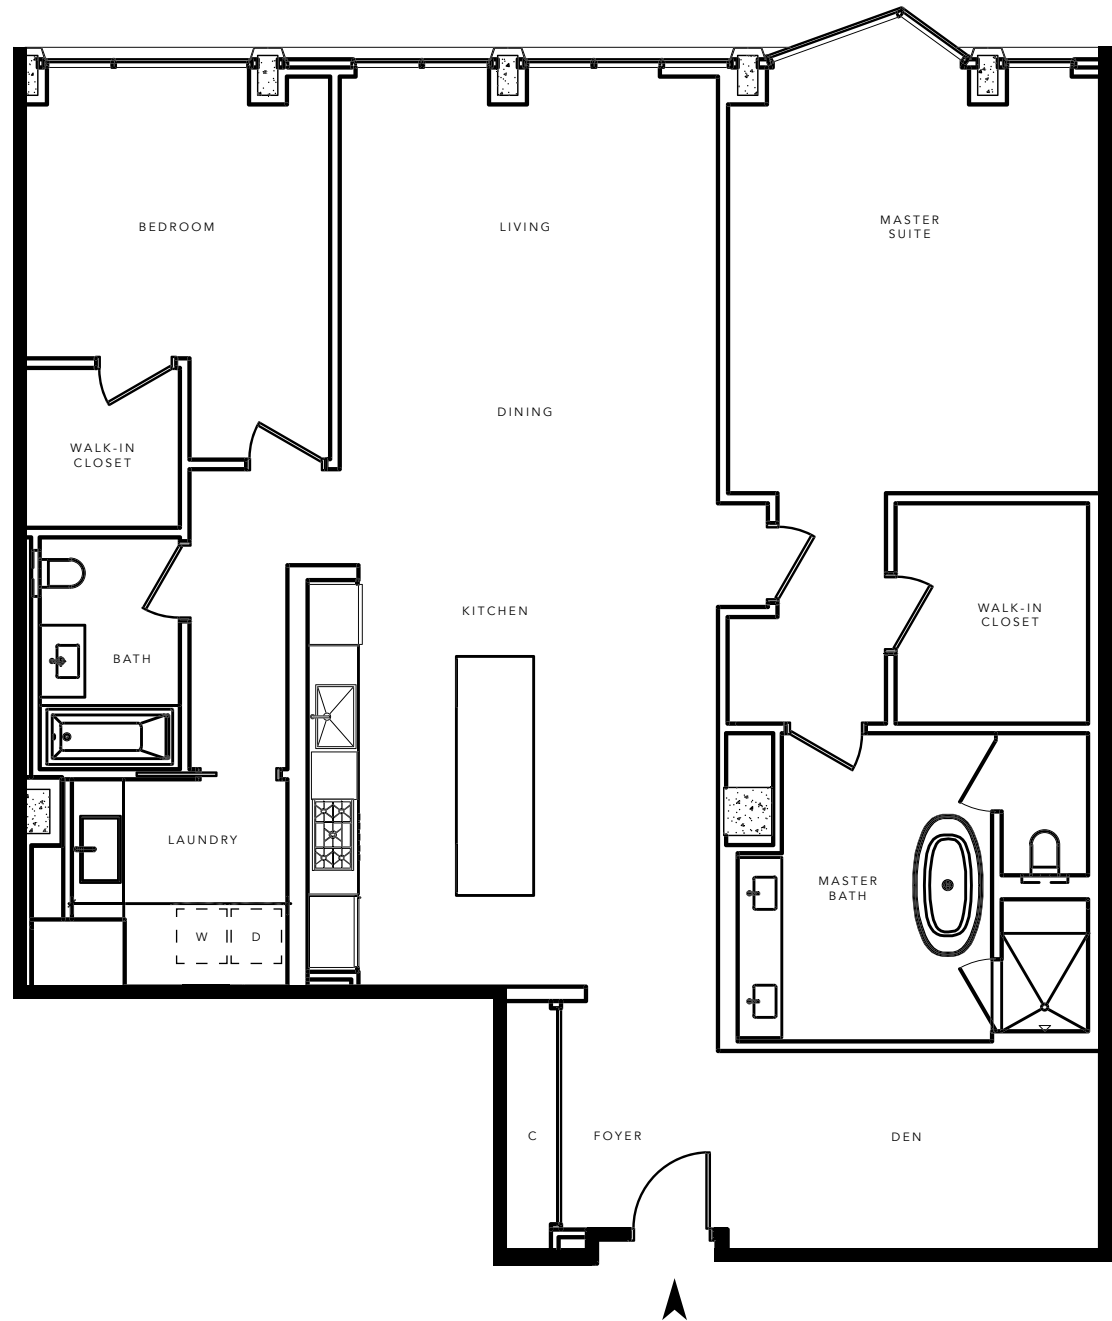 BEDROOM
LIVING
MASTER
SUITE
DINING
WALK-IN
CLOSET
KITCHEN
WALK-IN
CLOSET
BATH
LAUNDRY
MASTER
BATH
W
D
C
FOYER
DEN